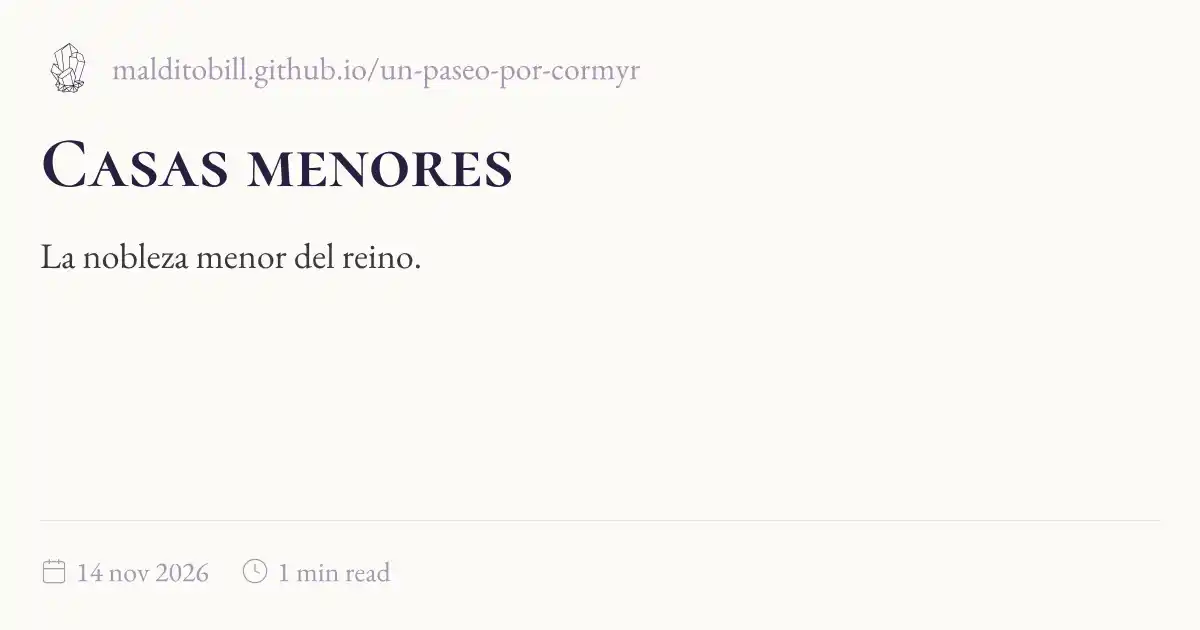 malditobill.github.io/un-paseo-por-cormyr
Casas menores
La nobleza menor del reino.
14 nov 2026 1 min read